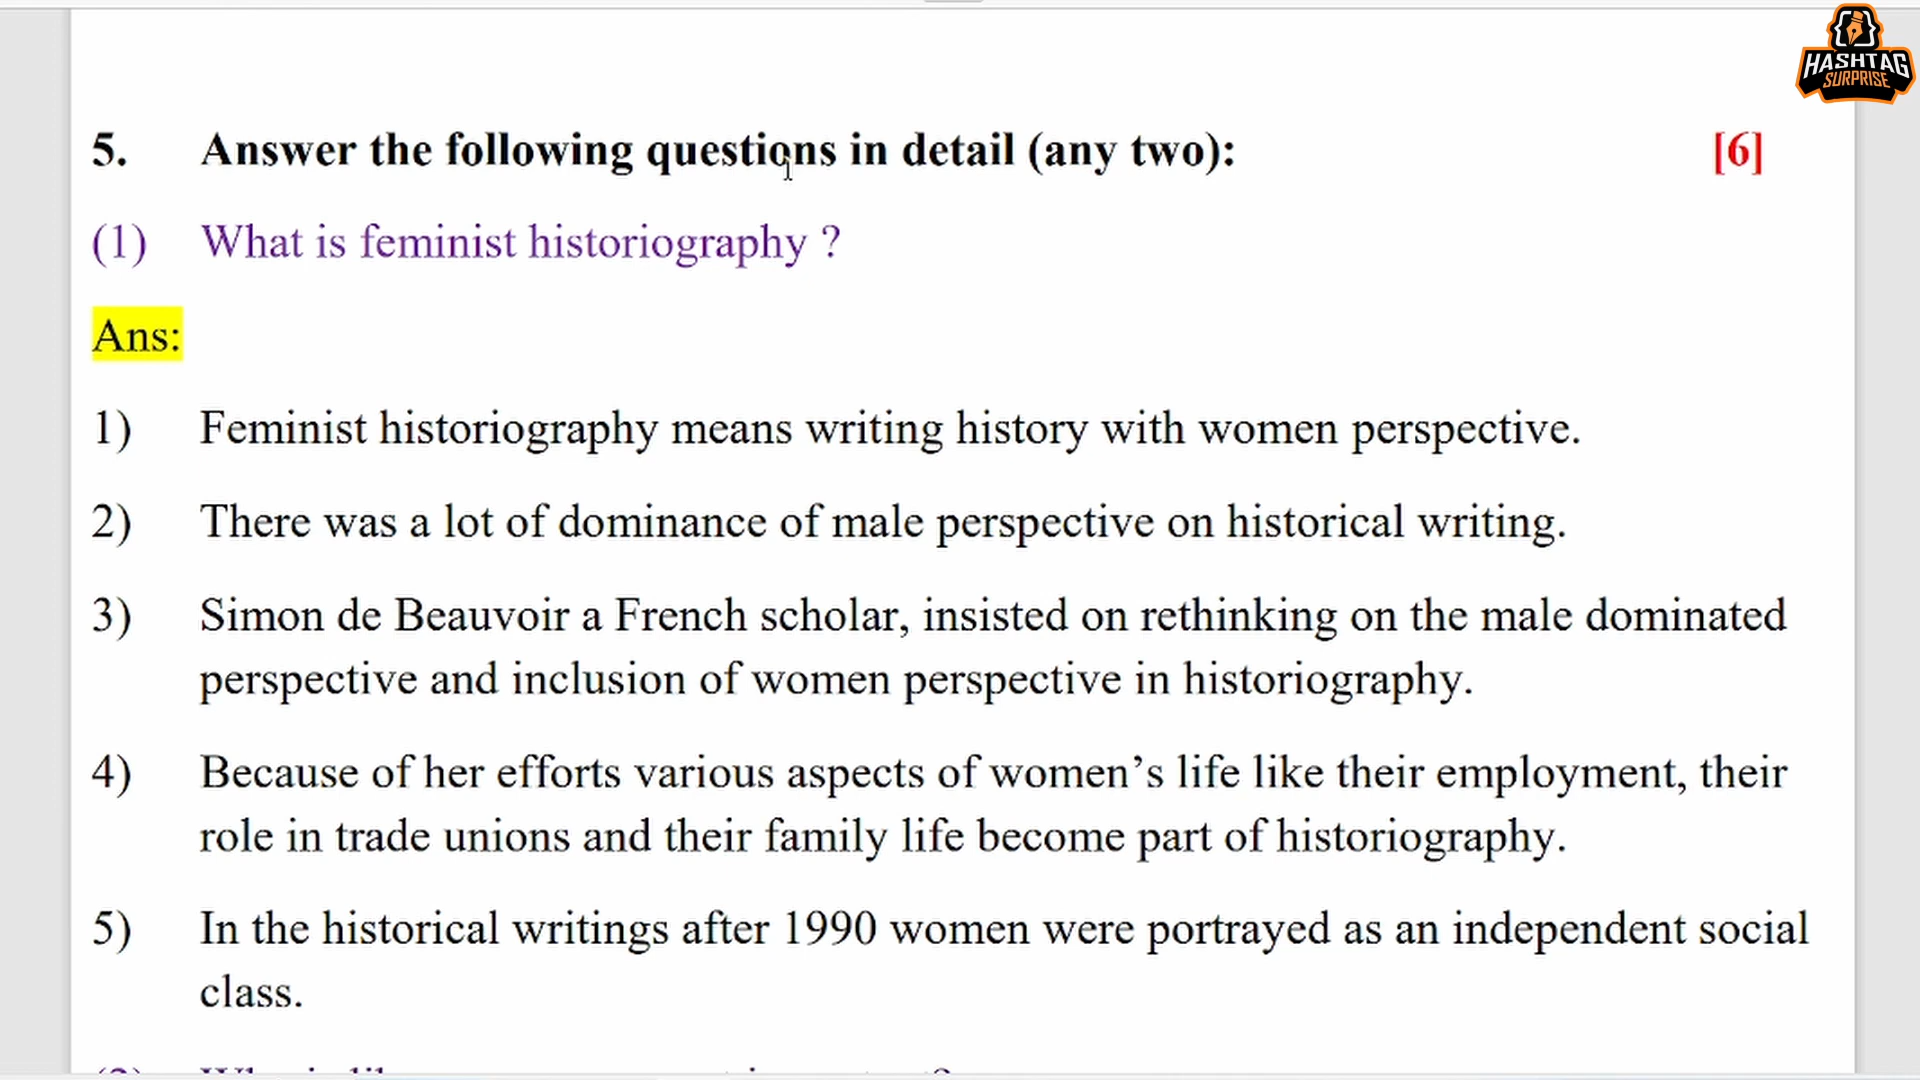 HASHTAG
SURPRISE
5. Answer the following questions in detail (any two): [6]
(1) What is feminist historiography ?
Ans:
1) Feminist historiography means writing history with women perspective.
2) There was a lot of dominance of male perspective on historical writing.
3) Simon de Beauvoir a French scholar, insisted on rethinking on the male dominated
perspective and inclusion of women perspective in historiography.
4) Because of her efforts various aspects of women’s life like their employment, their
role in trade unions and their family life become part of historiography.
5) In the historical writings after 1990 women were portrayed as an independent social
class.